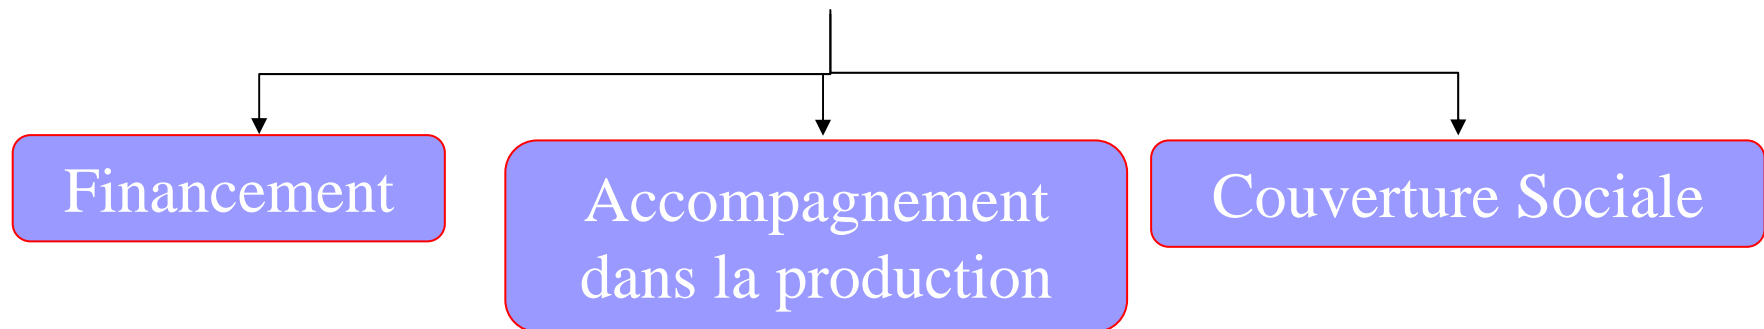 Financement
Accompagnement
dans la production
Couverture Sociale